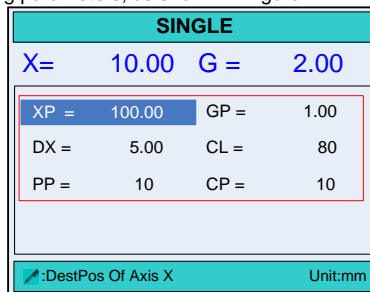 SINGLE
X= 10.00 G = 2.00
XP = 100.00 GP = 1.00
DX = 5.00 CL = 80
PP = 10 CP = 10
:DestPos Of Axis X Unit:mm